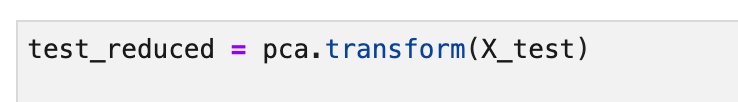 test_reduced = pca.transform(X_test)